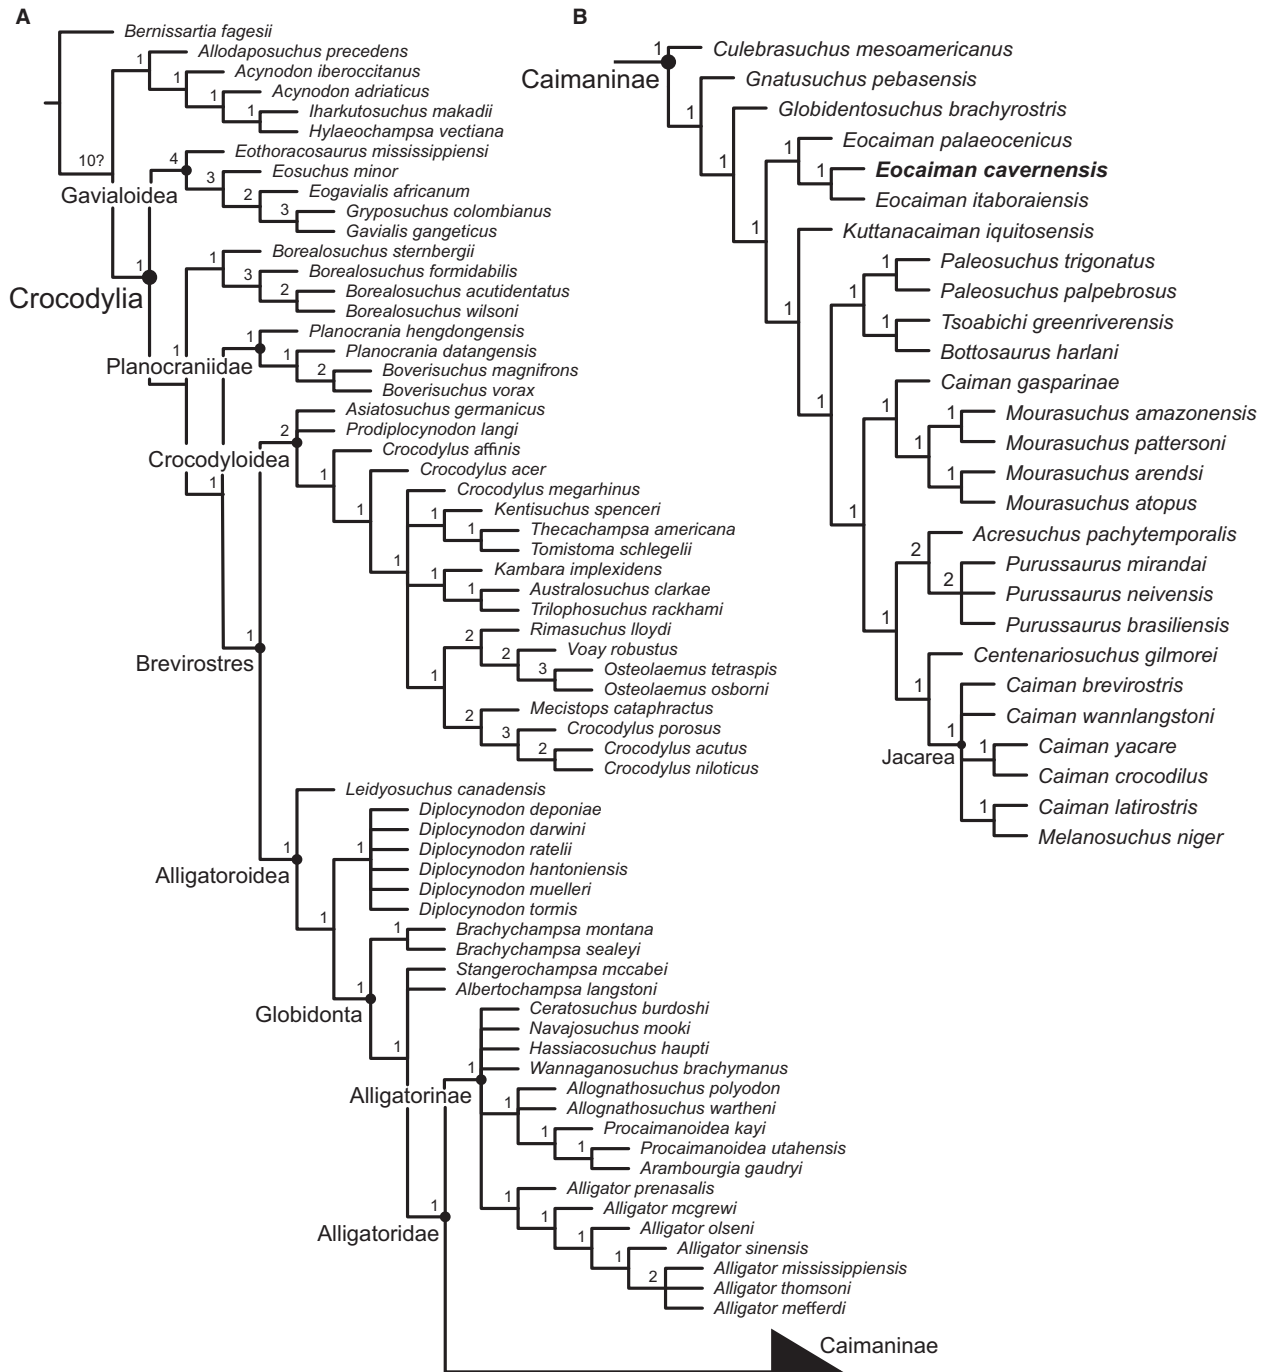 A
Bernissartia fagesii
Allodaposuchus precedens
1
Acynodon iberoccitanus
1
Acynodon adriaticus
1
Iharkutosuchus makadii
1
Hylaeochampsa vectiana
10?
Eothoracosaurus mississippiensi
4
Eosuchus minor
3
Gavialoidea
Eogavialis africanum
2
Gryposuchus colombianus
3
Gavialis gangeticus
Borealosuchus sternbergii
1
1
Borealosuchus formidabilis
3
Crocodylia
Borealosuchus acutidentatus
2
Borealosuchus wilsoni
Planocrania hengdongensis
1
1
Planocrania datangensis
1
Planocraniidae
Boverisuchus magnifrons
2
Boverisuchus vorax
Asiatosuchus germanicus
2
Prodiplocynodon langi
Crocodylus affinis
Crocodyloidea
1
Crocodylus acer
1
Crocodylus megarhinus
1
Kentisuchus spenceri
1
Thecachampsa americana
1
Tomistoma schlegelii
1
Kambara implexidens
1
Australosuchus clarkae
1
Trilophosuchus rackhami
Rimasuchus lloydi
2
1
Voay robustus
2
Brevirostres
Osteolaemus tetraspis
3
1
Osteolaemus osborni
Mecistops cataphractus
2
Crocodylus porosus
3
Crocodylus acutus
2
Crocodylus niloticus
Leidyosuchus canadensis
Diplocynodon deponiae
Diplocynodon darwini
1
1
Diplocynodon ratelii
Alligatoroidea
Diplocynodon hantoniensis
Diplocynodon muelleri
1
Diplocynodon tormis
Brachychampsa montana
1
Brachychampsa sealeyi
Stangerochampsa mccabei
1
Albertochampsa langstoni
Globidonta
Ceratosuchus burdoshi
Navajosuchus mooki
1
Hassiacosuchus haupti
1
Wannaganosuchus brachymanus
Alligatorinae
Allognathosuchus polyodon
1
Allognathosuchus wartheni
Procaimanoidea kayi
1
Procaimanoidea utahensis
1
Arambourgia gaudryi
Alligator prenasalis
1
1
Alligator mcgrewi
1
Alligatoridae
Alligator olseni
1
Alligator sinensis
1
Alligator mississippiensis
2
Alligator thomsoni
Alligator mefferdi
Caimaninae
B
1
Culebrasuchus mesoamericanus
Caimaninae
Gnatusuchus pebasensis
1
Globidentosuchus brachyrostris
1
Eocaiman palaeocenicus
1
Eocaiman cavernensis
1
Eocaiman itaboraiensis
1
Kuttanacaiman iquitosensis
1
Paleosuchus trigonatus
1
Paleosuchus palpebrosus
1
Tsoabichi greenriverensis
1
Bottosaurus harlani
1
Caiman gasparinae
1
Mourasuchus amazonensis
1
Mourasuchus pattersoni
1
Mourasuchus arendsi
1
Mourasuchus atopus
1
Acresuchus pachytemporalis
2
Purussaurus mirandai
2
Purussaurus neivensis
Purussaurus brasiliensis
1
Centenariosuchus gilmorei
1
Caiman brevirostris
Caiman wannlangstoni
1
Jacarea
Caiman yacare
1
Caiman crocodilus
Caiman latirostris
1
Melanosuchus niger